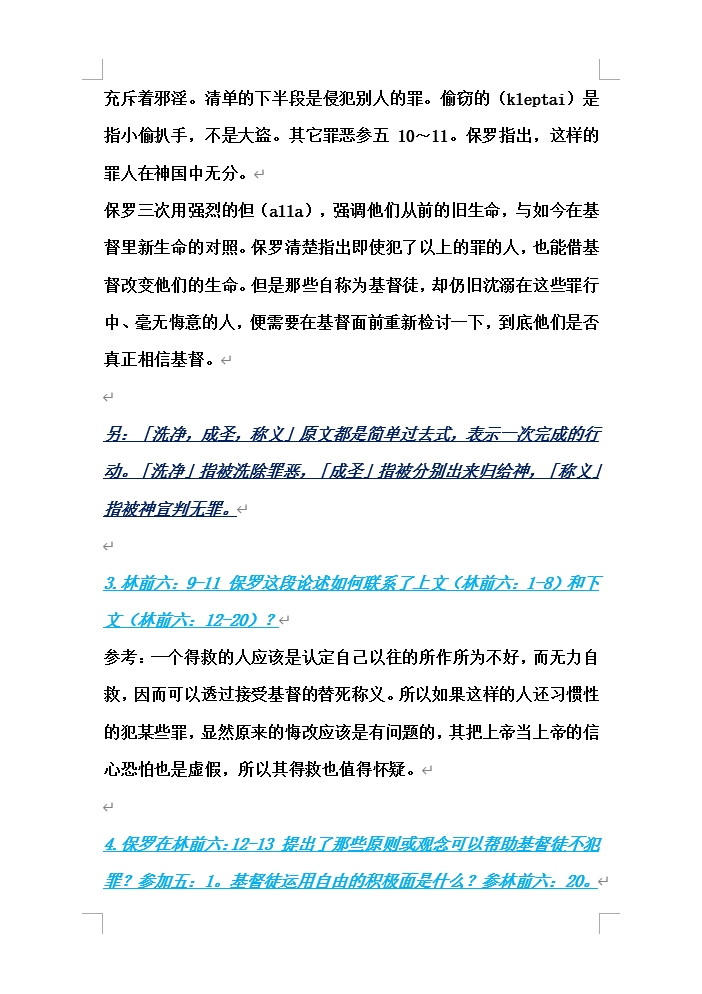 充斥着邪淫。清单的下半段是侵犯别人的罪。偷窃的（kleptai）是
指小偷扒手，不是大盗。其它罪恶参五 10～11。保罗指出，这样的
罪人在神国中无分。
保罗三次用强烈的但（alla），强调他们从前的旧生命，与如今在基
督里新生命的对照。保罗清楚指出即使犯了以上的罪的人，也能借基
督改变他们的生命。但是那些自称为基督徒，却仍旧沈溺在这些罪行
中、毫无悔意的人，便需要在基督面前重新检讨一下，到底他们是否
真正相信基督。
另：「洗净，成圣，称义」原文都是简单过去式，表示一次完成的行
动。「洗净」指被洗除罪恶，「成圣」指被分别出来归给神，「称义」
指被神宣判无罪。
3.林前六：9-11 保罗这段论述如何联系了上文（林前六：1-8）和下
文（林前六：12-20）？
参考：一个得救的人应该是认定自己以往的所作所为不好，而无力自
救，因而可以透过接受基督的替死称义。所以如果这样的人还习惯性
的犯某些罪，显然原来的悔改应该是有问题的，其把上帝当上帝的信
心恐怕也是虚假，所以其得救也值得怀疑。
4.保罗在林前六：12-13 提出了那些原则或观念可以帮助基督徒不犯
罪？参加五：1。基督徒运用自由的积极面是什么？参林前六：20。